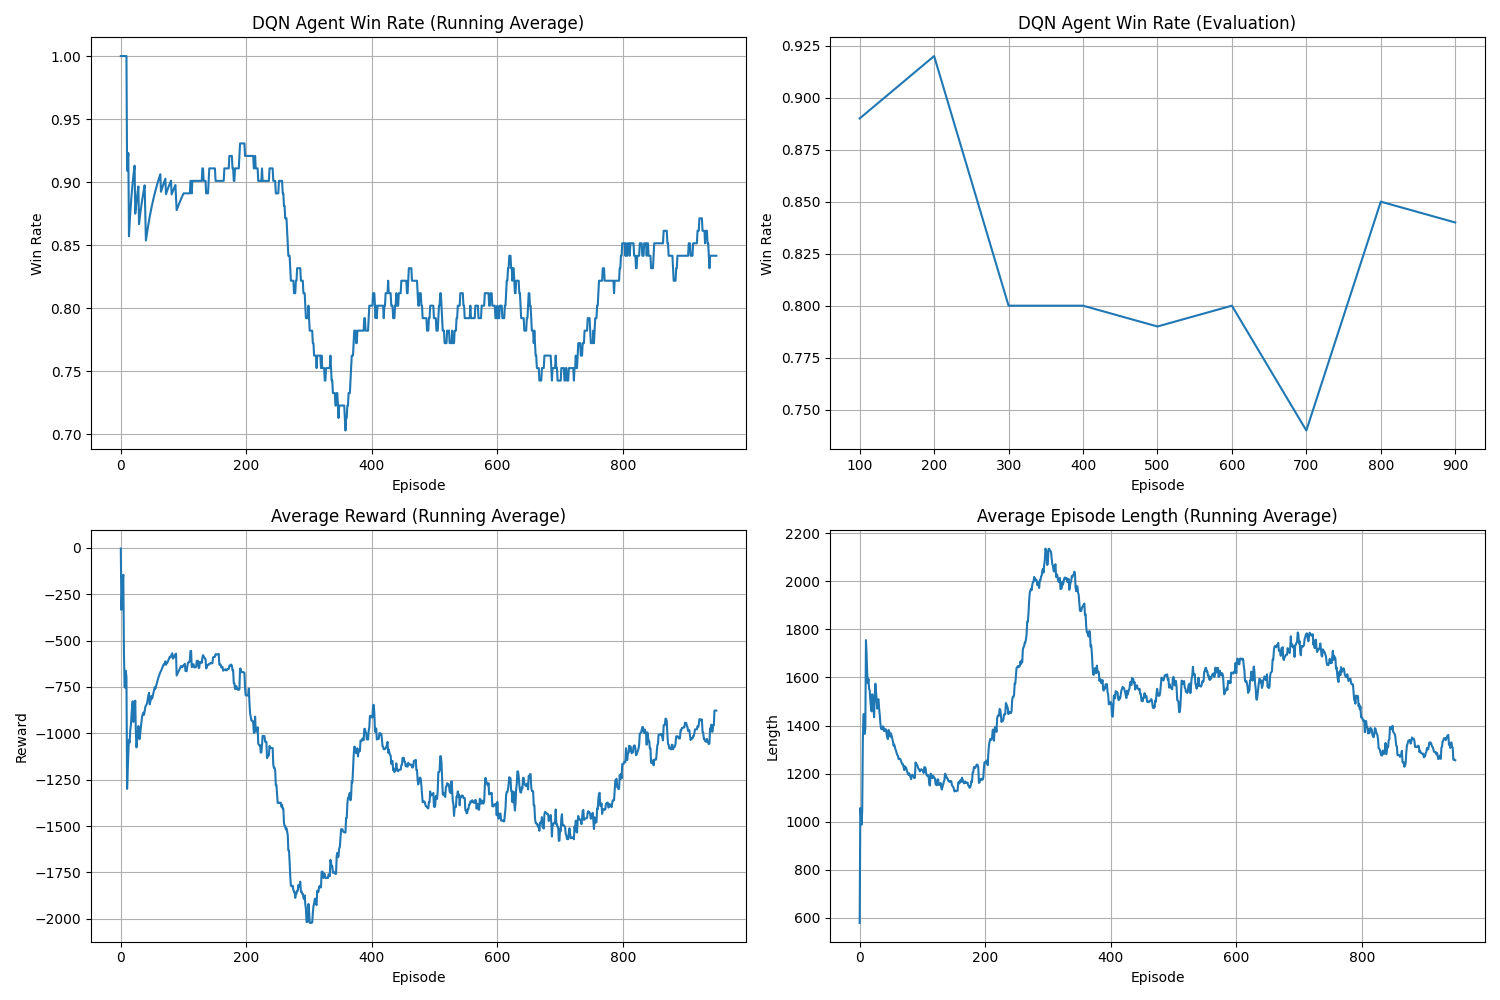 DQN Agent Win Rate (Running Average)
1.00
0.95
0.90
0.85
0.80
0.75
0.70
Win Rate
0 200 400 600 800
Episode
DQN Agent Win Rate (Evaluation)
0.925
0.900
0.875
0.850
0.825
0.800
0.775
0.750
Win Rate
100 200 300 400 500 600 700 800 900
Episode
Average Reward (Running Average)
0
−250
−500
−750
−1000
−1250
−1500
−1750
−2000
Reward
0 200 400 600 800
Episode
Average Episode Length (Running Average)
2200
2000
1800
1600
1400
1200
1000
800
600
Length
0 200 400 600 800
Episode